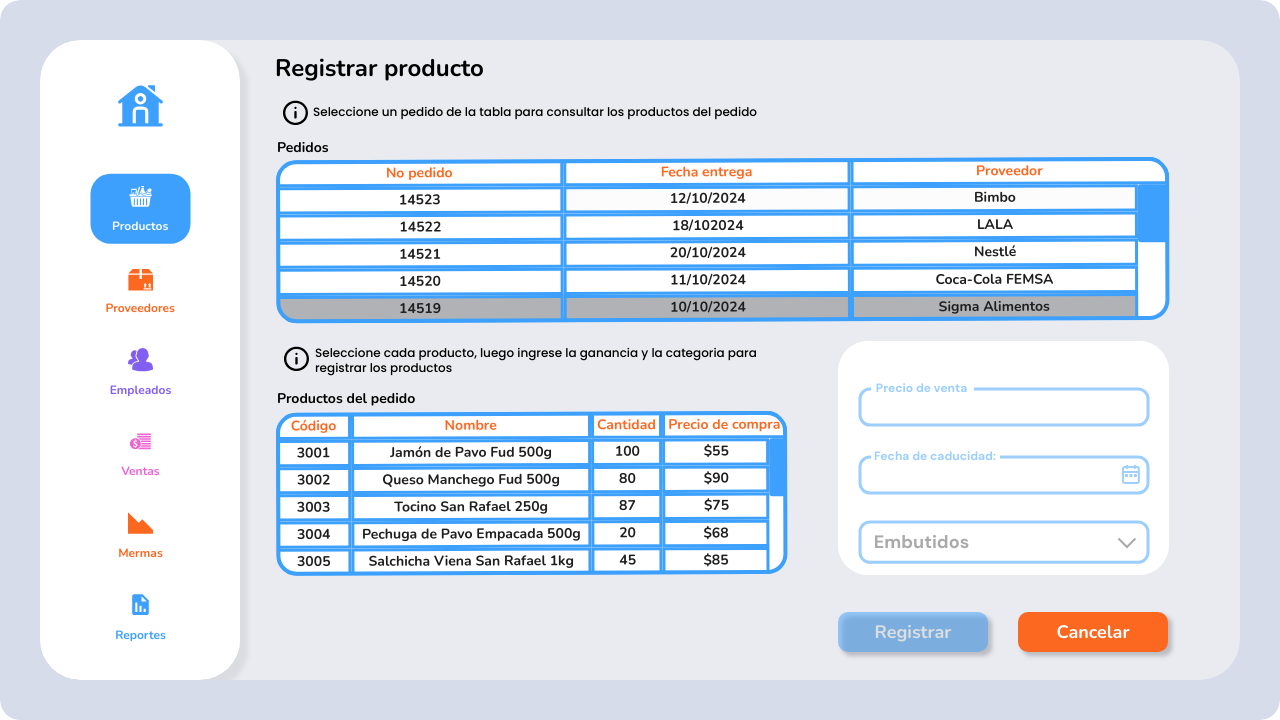 Registrar producto
Seleccione un pedido de la tabla para consultar los productos del pedido
Pedidos
No pedido Fecha entrega Proveedor
14523 12/10/2024 Bimbo
14522 18/102024 LALA
14521 20/10/2024 Nestlé
14520 11/10/2024 Coca-Cola FEMSA
14519 10/10/2024 Sigma Alimentos
Productos
Proveedores
Empleados
Ventas
Mermas
Reportes
Seleccione cada producto, luego ingrese la ganancia y la categoria para
registrar los productos
Productos del pedido
Código Nombre Cantidad Precio de compra
3001 Jamón de Pavo Fud 500g 100 $55
3002 Queso Manchego Fud 500g 80 $90
3003 Tocino San Rafael 250g 87 $75
3004 Pechuga de Pavo Empacada 500g 20 $68
3005 Salchicha Viena San Rafael 1kg 45 $85
Precio de venta
Fecha de caducidad:
Embutidos
Registrar
Cancelar